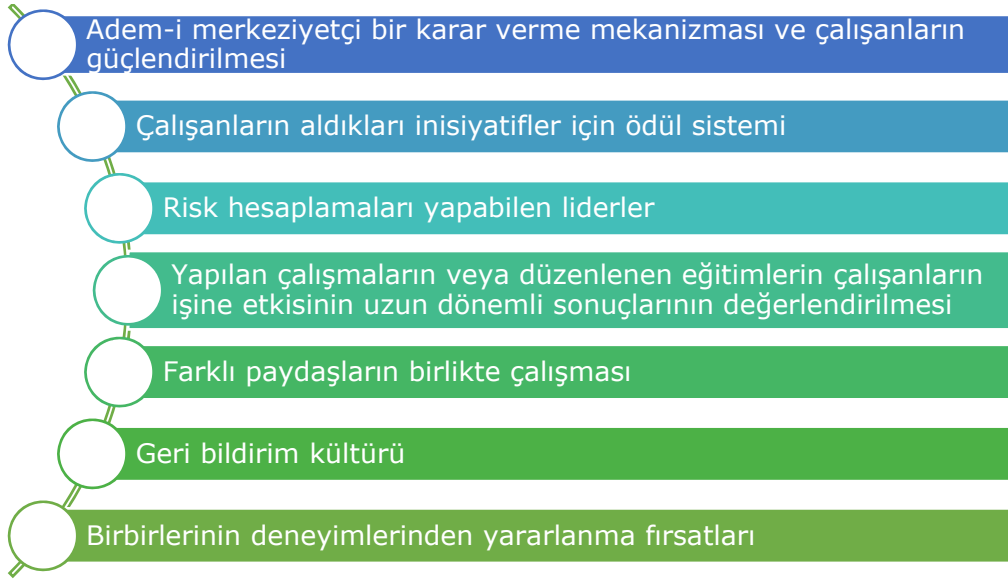 Adem-i merkeziyetçi bir karar verme mekanizması ve çalışanların
güçlendirilmesi
Çalışanların aldıkları inisiyatifler için ödül sistemi
Risk hesaplamaları yapabilen liderler
Yapılan çalışmaların veya düzenlenen eğitimlerin çalışanların
işine etkisinin uzun dönemli sonuçlarının değerlendirilmesi
Farklı paydaşların birlikte çalışması
Geri bildirim kültürü
Birbirlerinin deneyimlerinden yararlanma fırsatları